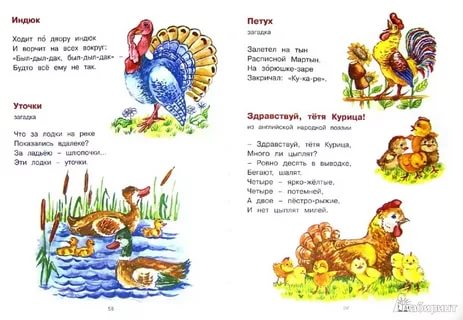 Индюк
Ходит по двору индюк
И ворчит на всех вокруг:
«Был-дыл-дак, был-дыл-дак» –
Будто всё ему не так.
Уточки
загадка
Что за лодки на реке
Показались вдалеке?
За ладьёю – шлюпочки...
Эти лодки – уточки.
58
Петух
загадка
Залетел на тын
Расписной Мартын.
На зорюшке-заре
Закричал: «Ку-ка-ре».
Здравствуй, тётя Курица!
из английской народной поэзии
– Здравствуй, тётя Курица,
Много ли цыплят?
– Ровно десять в выводке,
Бегают, шалят.
Четыре – ярко-жёлтые,
Четыре – потемней,
А двое – пёстро-рыжие,
И нет цыплят милей.
Лабиринт